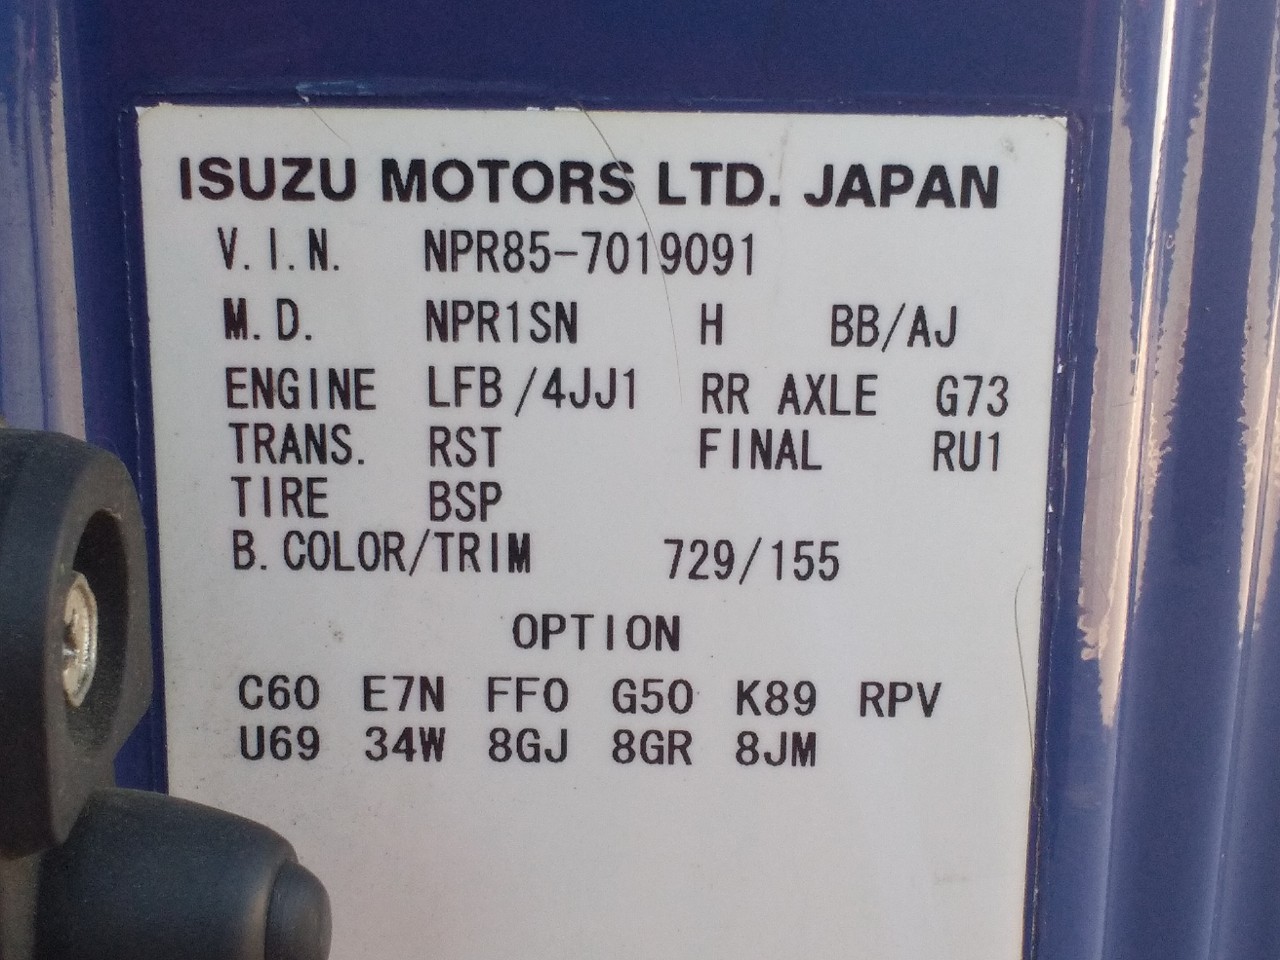 ISUZU MOTORS LTD. JAPAN
V.I.N. NPR85-7019091
M.D. NPR1SN H BB/AJ
ENGINE LFB/4JJ1 RR AXLE G73
TRANS. RST FINAL RU1
TIRE BSP
B.COLOR/TRIM 729/155
OPTION
C60 E7N FF0 G50 K89 RPV
U69 34W 8GJ 8GR 8JM